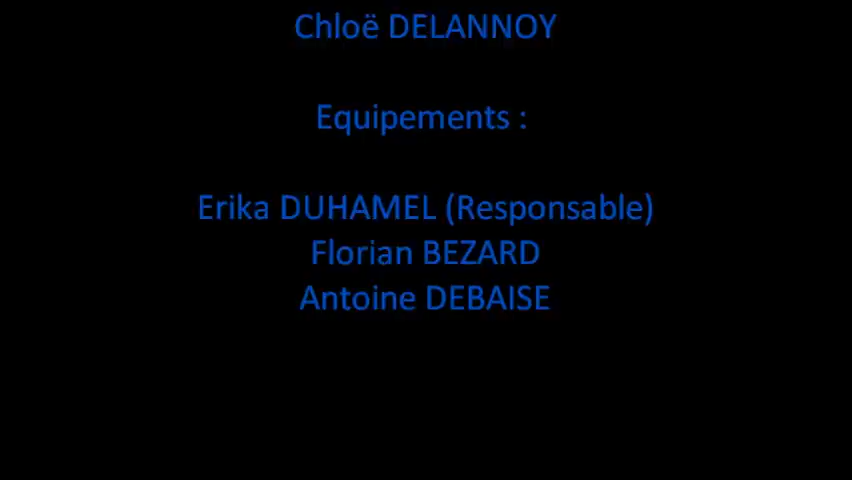 Chloë DELANNOY
Equipements :
Erika DUHAMEL (Responsable)
Florian BEZARD
Antoine DEBAISE